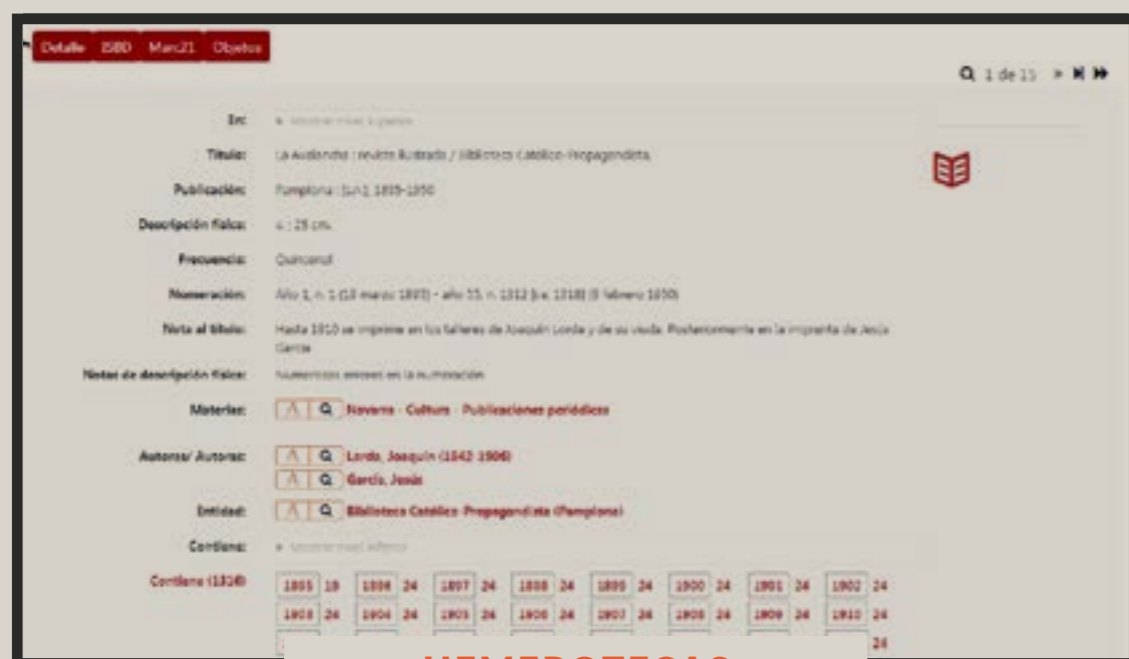 Detalle ISBD Marc21 Objetos
1 de 15
En:
Título: La Avalancha : revista ilustrada / Biblioteca Católico-Propagandista.
Publicación: Pamplona : [s.n.], 1895-1950
Descripción física: v. ; 25 cm.
Frecuencia: Quincenal
Numeración: Año 1, n. 1 (18 marzo 1895) - año 55, n. 1312 [i.e. 1318] (8 febrero 1950)
Nota al título: Hasta 1910 se imprime en los talleres de Joaquín Lorda y de su viuda. Posteriormente en la imprenta de Jesús
García
Notas de descripción física: Numerosos errores en la numeración
Materias: Navarra - Cultura - Publicaciones periódicas
Autores/ Autoras: Lorda, Joaquín (1842-1906)
García, Jesús
Entidad: Biblioteca Católico-Propagandista (Pamplona)
Contiene: Mostrar nivel inferior
Contiene (1316) 1895 19 1896 24 1897 24 1898 24 1899 24 1900 24 1901 24 1902 24
1903 24 1904 24 1905 24 1906 24 1907 24 1908 24 1909 24 1910 24
24
HEMEROTECAS